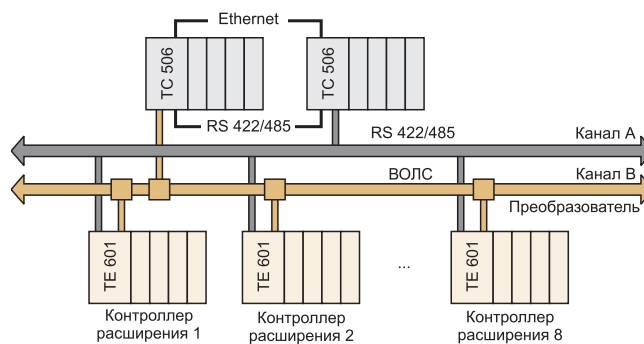 Ethernet
TC 506
TC 506
RS 422/485
RS 422/485
Канал А
ВОЛС
Канал В
Преобразователь
TE 601
TE 601
...
TE 601
Контроллер
расширения 1
Контроллер
расширения 2
Контроллер
расширения 8